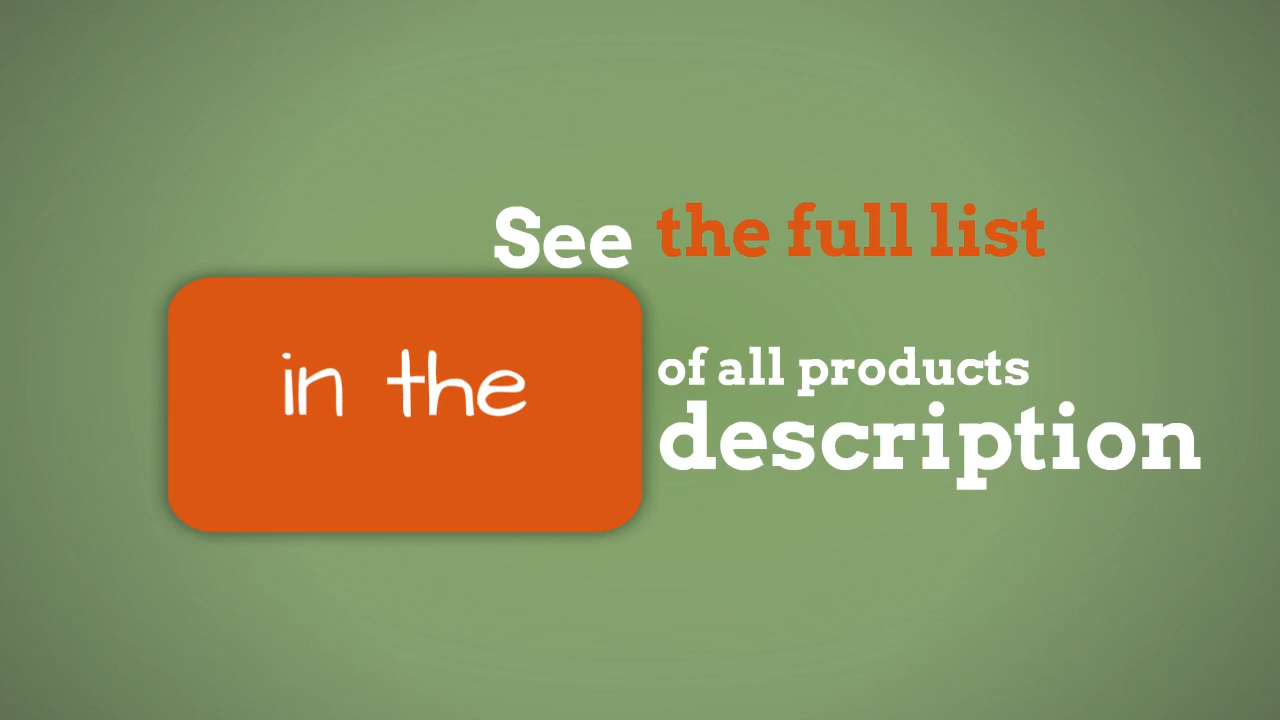 See the full list
of all products
in the
description